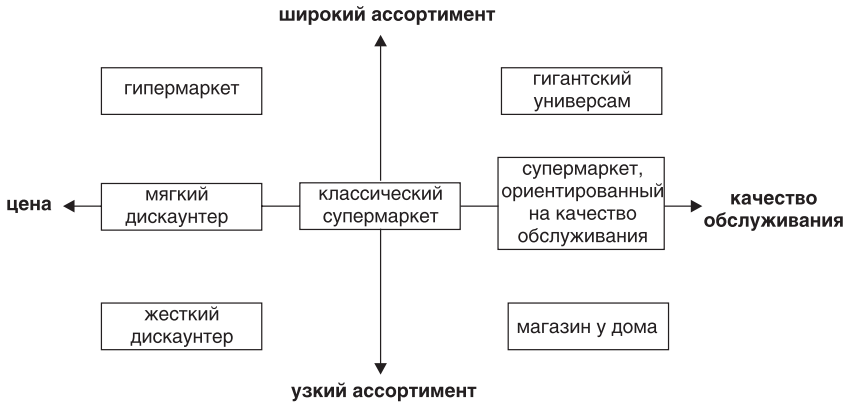 широкий ассортимент
гипермаркет
гигантский
универсам
цена
мягкий
дискаунтер
классический
супермаркет
супермаркет,
ориентированный
на качество
обслуживания
качество
обслуживания
жесткий
дискаунтер
магазин у дома
узкий ассортимент